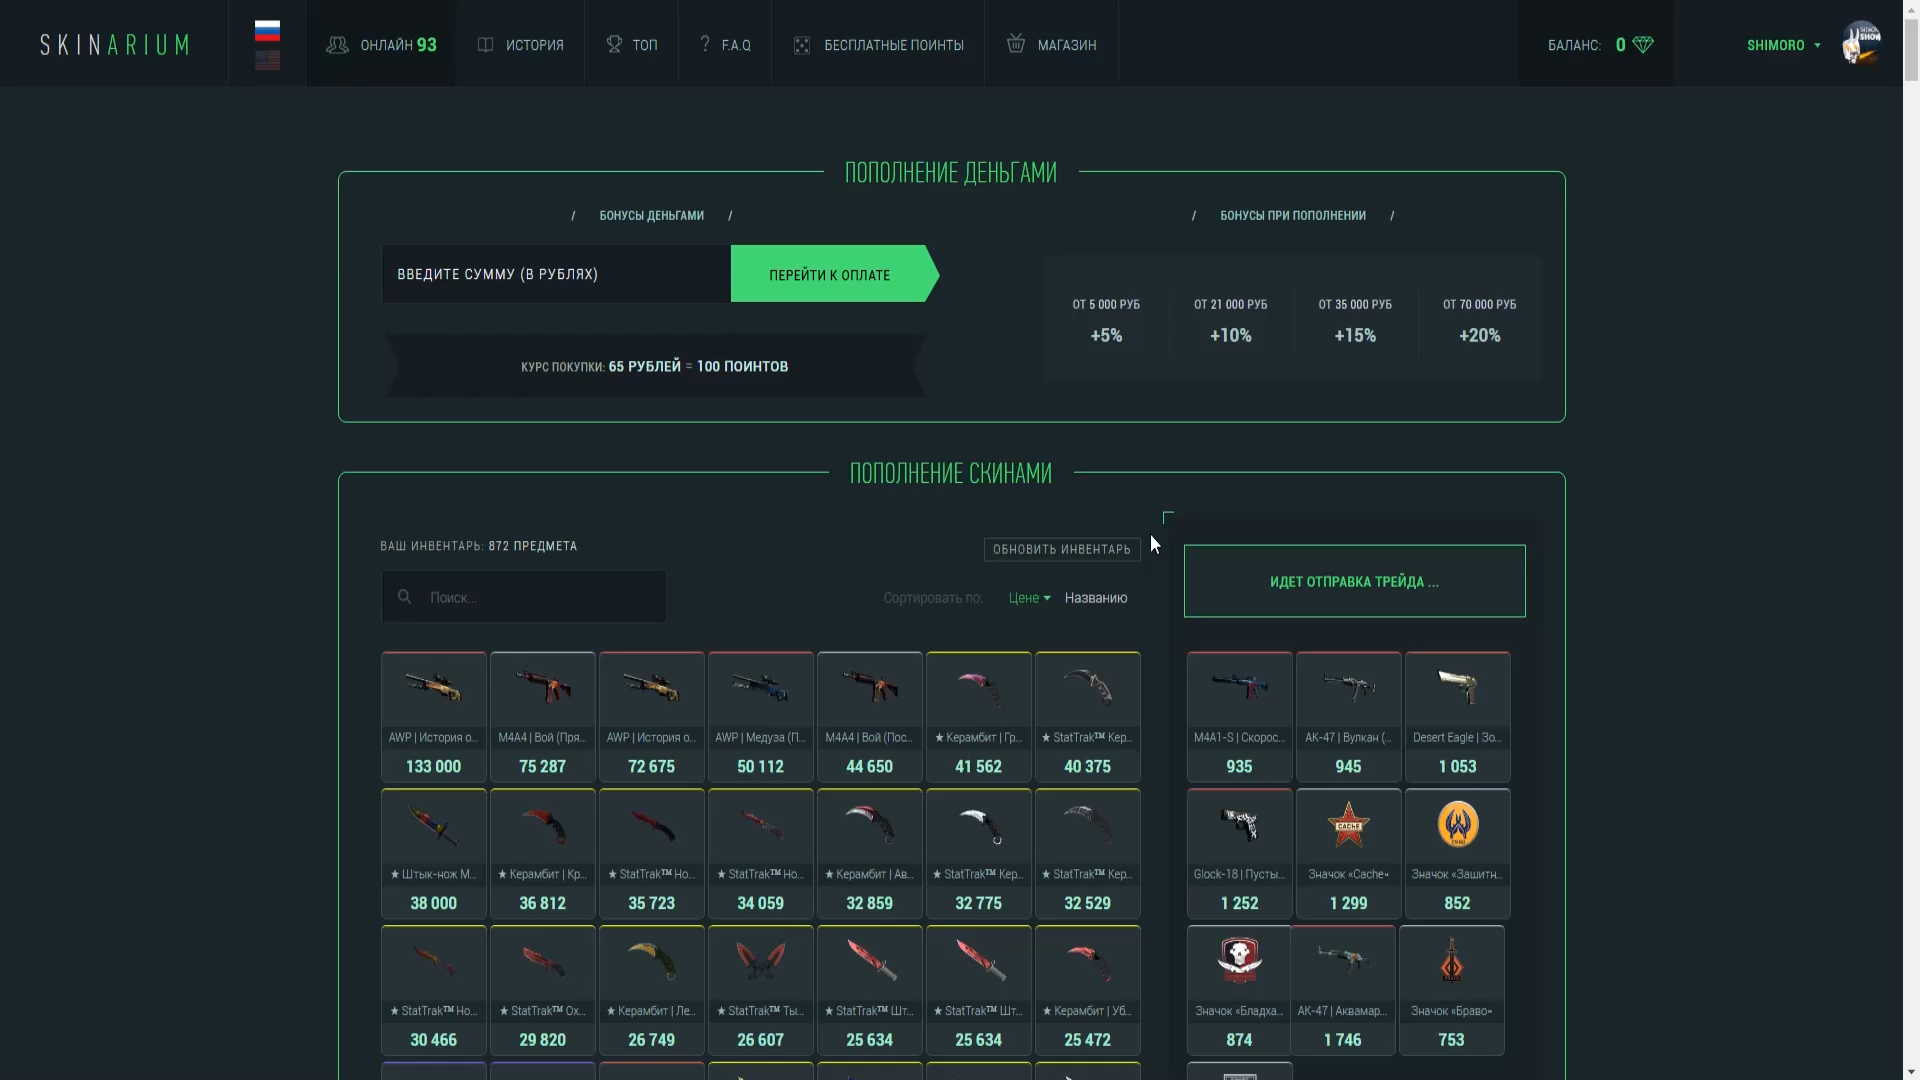 SKINARIUM
ОНЛАЙН 93
ИСТОРИЯ
ТОП
F.A.Q
БЕСПЛАТНЫЕ ПОИНТЫ
МАГАЗИН
БАЛАНС: 0
SHIMORO
ПОПОЛНЕНИЕ ДЕНЬГАМИ
/ БОНУСЫ ДЕНЬГАМИ /
/ БОНУСЫ ПРИ ПОПОЛНЕНИИ /
ВВЕДИТЕ СУММУ (В РУБЛЯХ)
ПЕРЕЙТИ К ОПЛАТЕ
ОТ 5 000 РУБ
ОТ 21 000 РУБ
ОТ 35 000 РУБ
ОТ 70 000 РУБ
+5%
+10%
+15%
+20%
КУРС ПОКУПКИ: 65 РУБЛЕЙ = 100 ПОИНТОВ
ПОПОЛНЕНИЕ СКИНАМИ
ВАШ ИНВЕНТАРЬ: 872 ПРЕДМЕТА
ОБНОВИТЬ ИНВЕНТАРЬ
Поиск...
Сортировать по: Цене Названию
ИДЕТ ОТПРАВКА ТРЕЙДА ...
AWP | История о...
M4A4 | Вой (Пря...
AWP | История о...
AWP | Медуза (П...
M4A4 | Вой (Пос...
★ Керамбит | Гр...
★ StatTrak™ Кер...
133 000
75 287
72 675
50 112
44 650
41 562
40 375
★ Штык-нож М...
★ Керамбит | Кр...
★ StatTrak™ Но...
★ StatTrak™ Но...
★ Керамбит | Ав...
★ StatTrak™ Кер...
★ StatTrak™ Кер...
38 000
36 812
35 723
34 059
32 859
32 775
32 529
★ StatTrak™ Но...
★ StatTrak™ Ох...
★ Керамбит | Ле...
★ StatTrak™ Ты...
★ StatTrak™ Шт...
★ StatTrak™ Шт...
★ Керамбит | Уб...
30 466
29 820
26 749
26 607
25 634
25 634
25 472
M4A1-S | Скорос...
AK-47 | Вулкан (...
Desert Eagle | Зо...
935
945
1 053
Glock-18 | Пусты...
Значок «Cache»
Значок «Защитн...
1 252
1 299
852
Значок «Бладха...
AK-47 | Аквамар...
Значок «Браво»
874
1 746
753